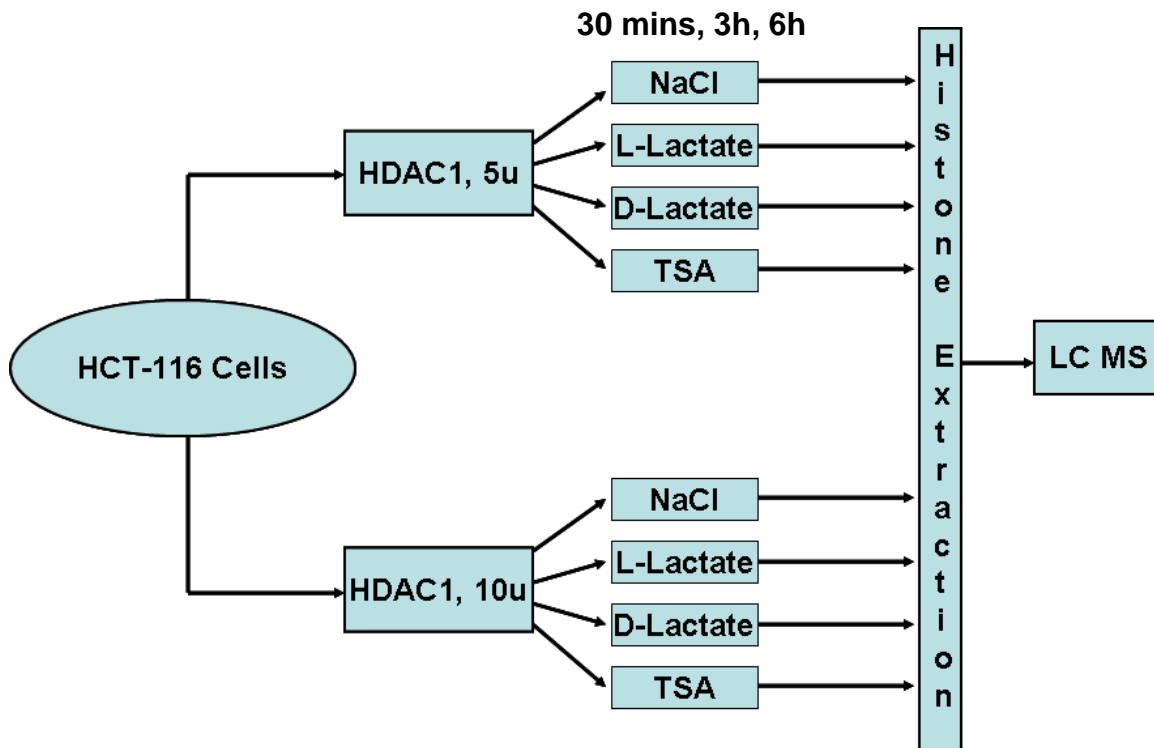 30 mins, 3h, 6h
NaCl
L-Lactate
D-Lactate
TSA
HDAC1, 5u
HCT-116 Cells
HDAC1, 10u
NaCl
L-Lactate
D-Lactate
TSA
Histone Extraction
LC MS